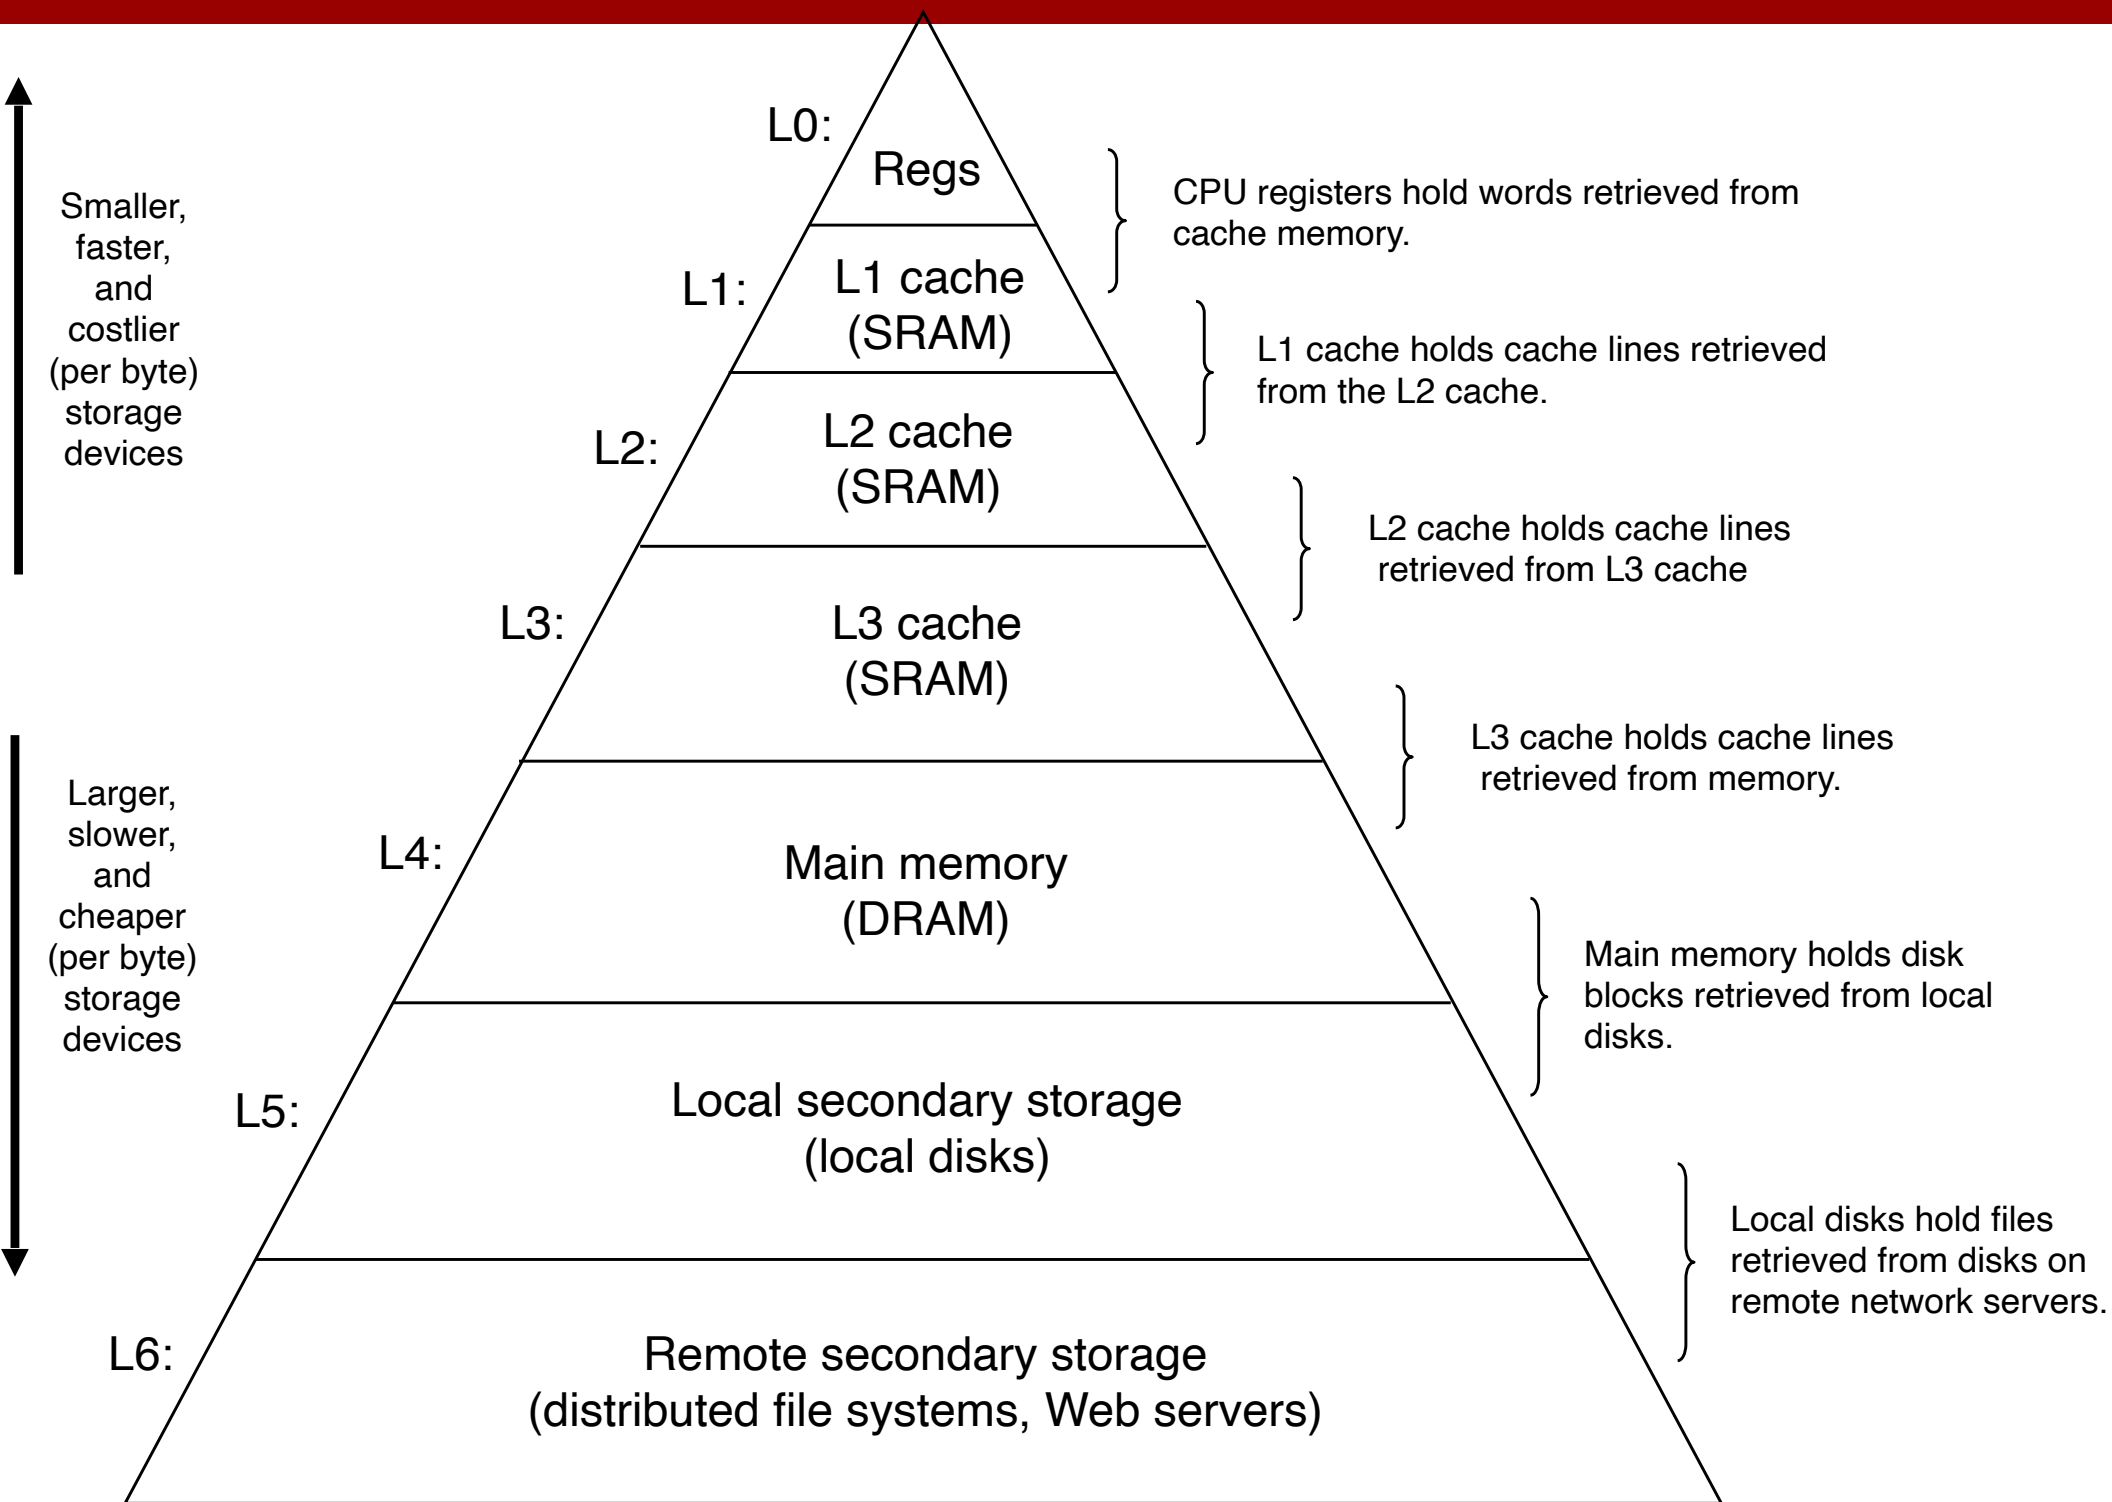 L0:
Regs
CPU registers hold words retrieved from
cache memory.
Smaller,
faster,
and
costlier
(per byte)
storage
devices
L1:
L1 cache
(SRAM)
L1 cache holds cache lines retrieved
from the L2 cache.
L2:
L2 cache
(SRAM)
L2 cache holds cache lines
retrieved from L3 cache
L3:
L3 cache
(SRAM)
L3 cache holds cache lines
retrieved from memory.
Larger,
slower,
and
cheaper
(per byte)
storage
devices
L4:
Main memory
(DRAM)
Main memory holds disk
blocks retrieved from local
disks.
L5:
Local secondary storage
(local disks)
Local disks hold files
retrieved from disks on
remote network servers.
L6:
Remote secondary storage
(distributed file systems, Web servers)